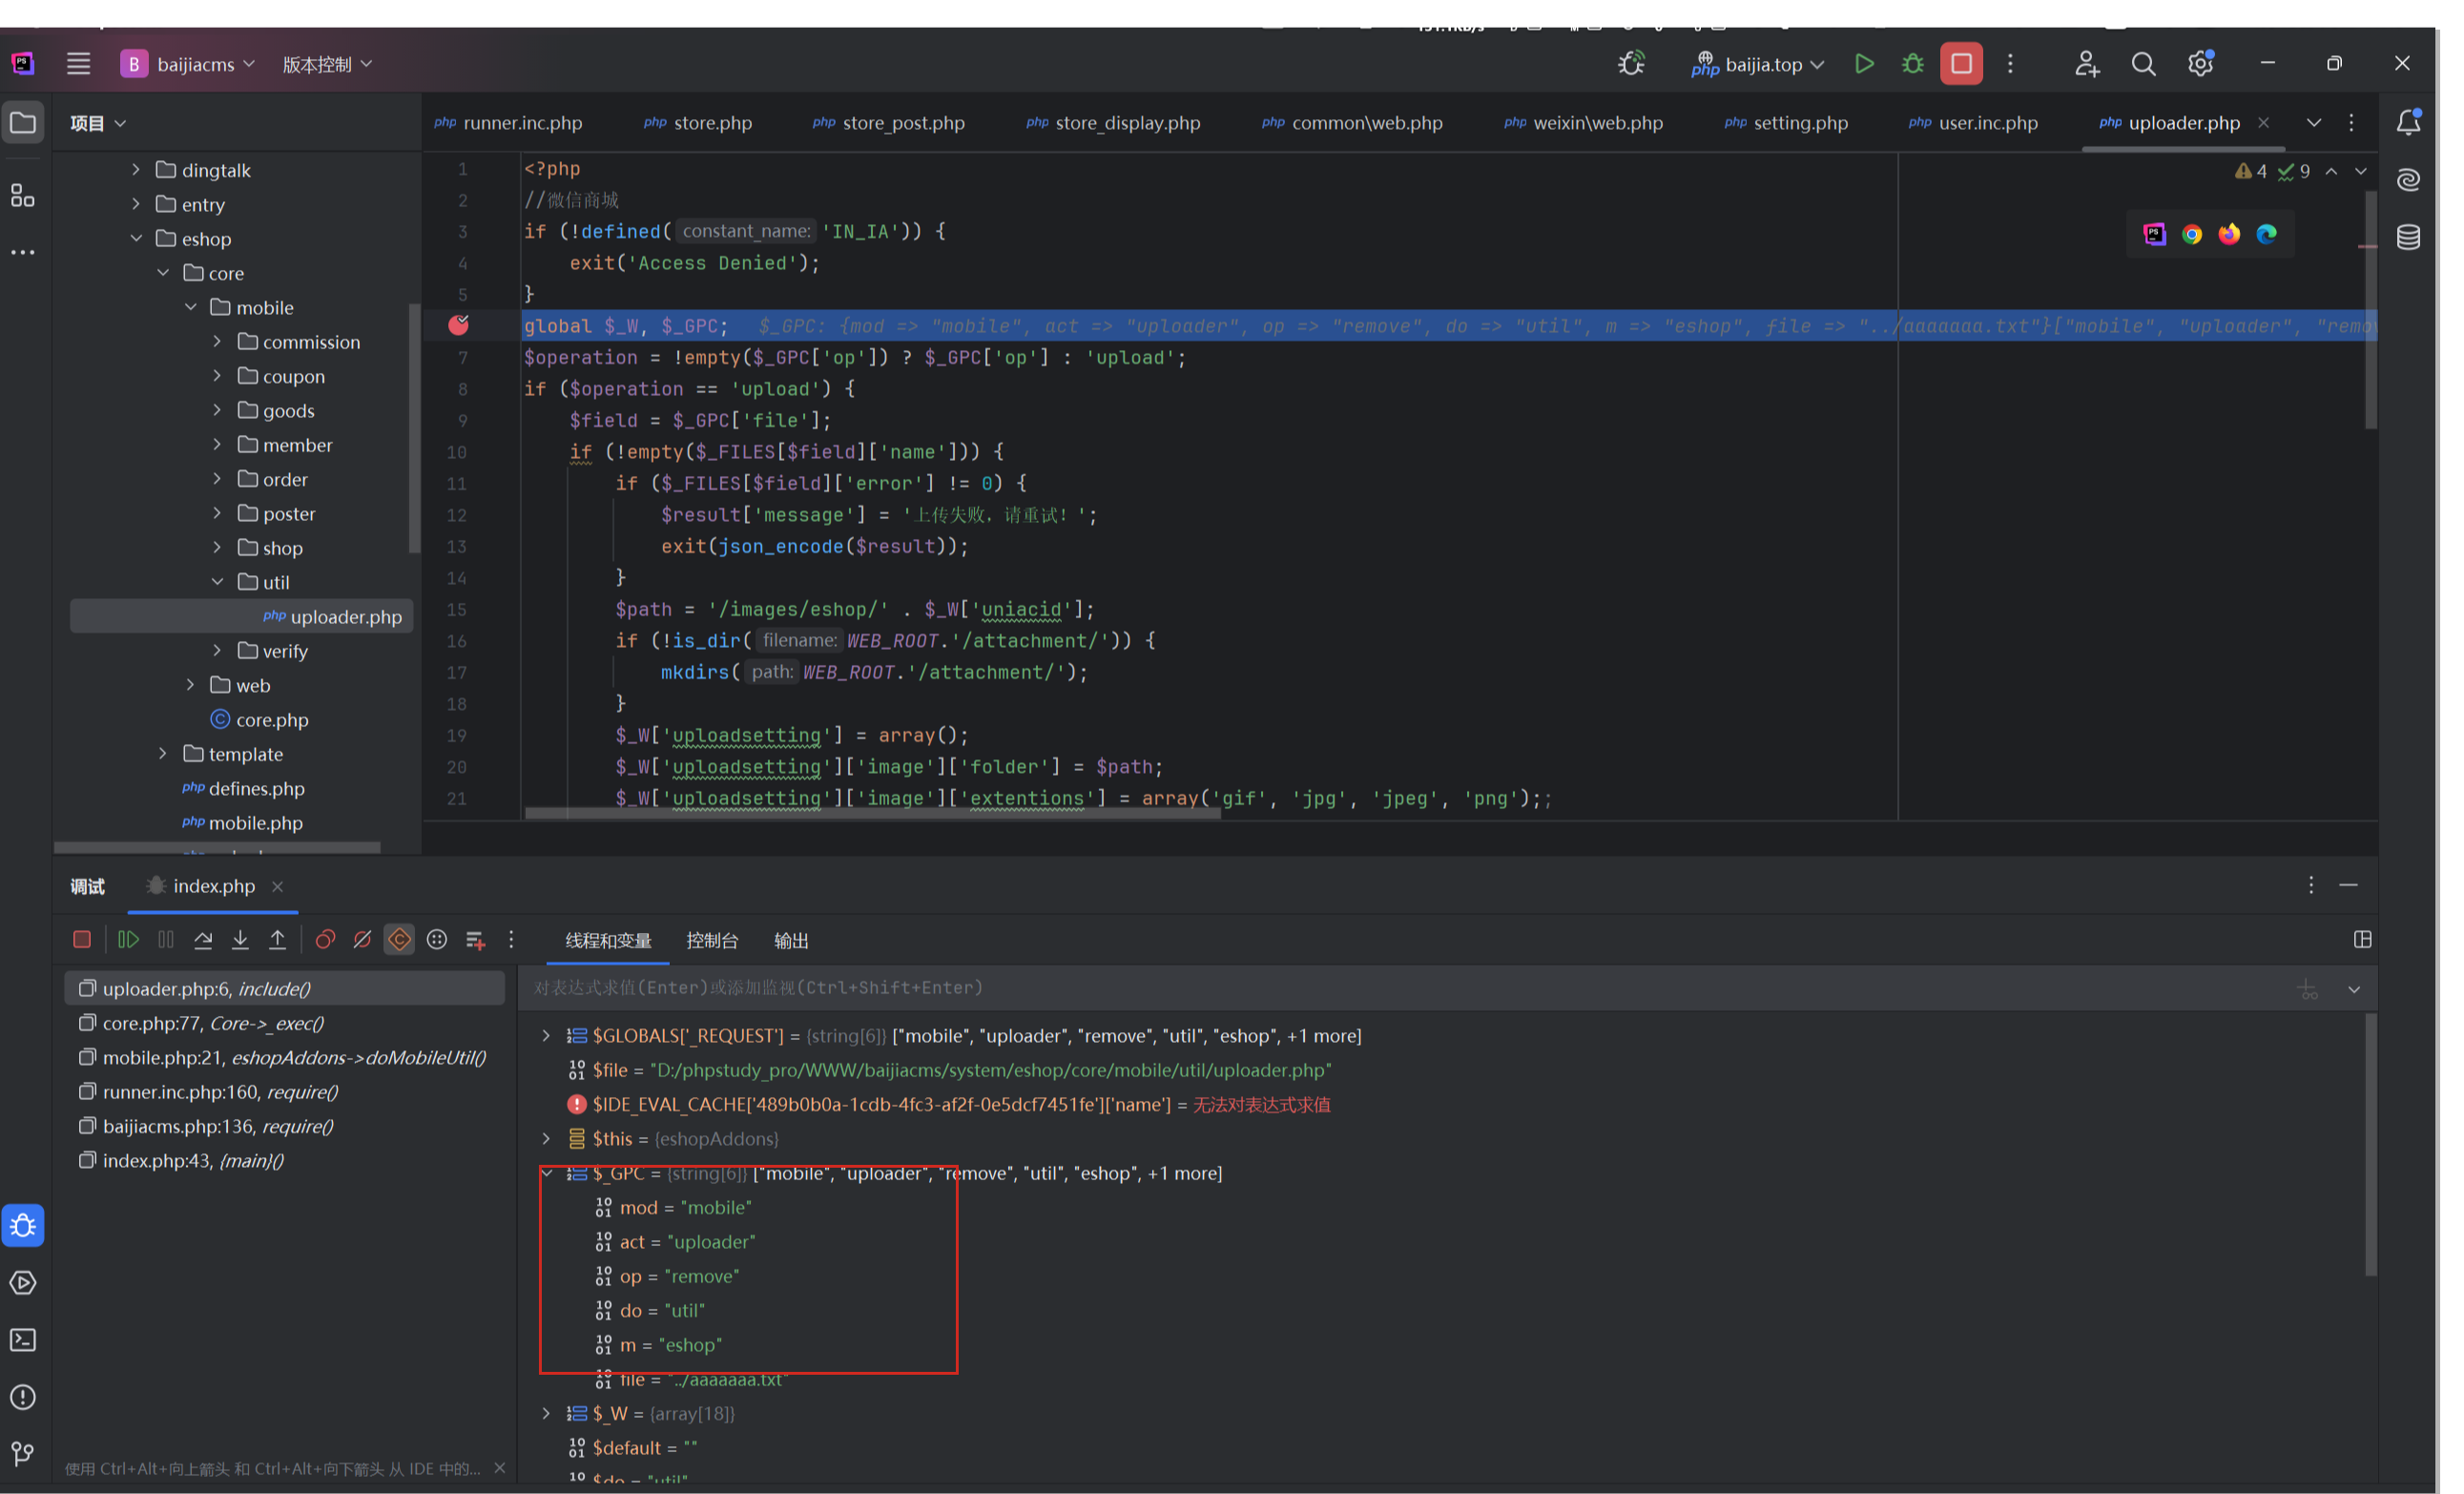 B baijiacms 版本控制 php baijia.top
项目
php runner.inc.php php store.php php store_post.php php store_display.php php common\web.php php weixin\web.php php setting.php php user.inc.php php uploader.php
dingtalk
entry
eshop
core
mobile
commission
coupon
goods
member
order
poster
shop
util
php uploader.php
verify
web
core.php
template
php defines.php
php mobile.php
4 9
1 <?php
2 //微信商城
3 if (!defined( constant_name: 'IN_IA')) {
4 exit('Access Denied');
5 }
global $_W, $_GPC; $_GPC: {mod => "mobile", act => "uploader", op => "remove", do => "util", m => "eshop", file => "../aaaaaaa.txt"}["mobile", "uploader", "remo
7 $operation = !empty($_GPC['op']) ? $_GPC['op'] : 'upload';
8 if ($operation == 'upload') {
9 $field = $_GPC['file'];
10 if (!empty($_FILES[$field]['name'])) {
11 if ($_FILES[$field]['error'] != 0) {
12 $result['message'] = '上传失败，请重试！';
13 exit(json_encode($result));
14 }
15 $path = '/images/eshop/' . $_W['uniacid'];
16 if (!is_dir( filename: WEB_ROOT.'/attachment/')) {
17 mkdirs( path: WEB_ROOT.'/attachment/');
18 }
19 $_W['uploadsetting'] = array();
20 $_W['uploadsetting']['image']['folder'] = $path;
21 $_W['uploadsetting']['image']['extentions'] = array('gif', 'jpg', 'jpeg', 'png');;
调试 index.php
线程和变量 控制台 输出
uploader.php:6, include()
core.php:77, Core->_exec()
mobile.php:21, eshopAddons->doMobileUtil()
runner.inc.php:160, require()
baijiacms.php:136, require()
index.php:43, {main}()
使用 Ctrl+Alt+向上箭头 和 Ctrl+Alt+向下箭头 从 IDE 中的...
对表达式求值(Enter)或添加监视(Ctrl+Shift+Enter)
$GLOBALS['_REQUEST'] = {string[6]} ["mobile", "uploader", "remove", "util", "eshop", +1 more]
$file = "D:/phpstudy_pro/WWW/baijiacms/system/eshop/core/mobile/util/uploader.php"
$IDE_EVAL_CACHE['489b0b0a-1cdb-4fc3-af2f-0e5dcf7451fe']['name'] = 无法对表达式求值
$this = {eshopAddons}
$_GPC = {string[6]} ["mobile", "uploader", "remove", "util", "eshop", +1 more]
mod = "mobile"
act = "uploader"
op = "remove"
do = "util"
m = "eshop"
file = "../aaaaaaa.txt"
$_W = {array[18]}
$default = ""
$do = "util"